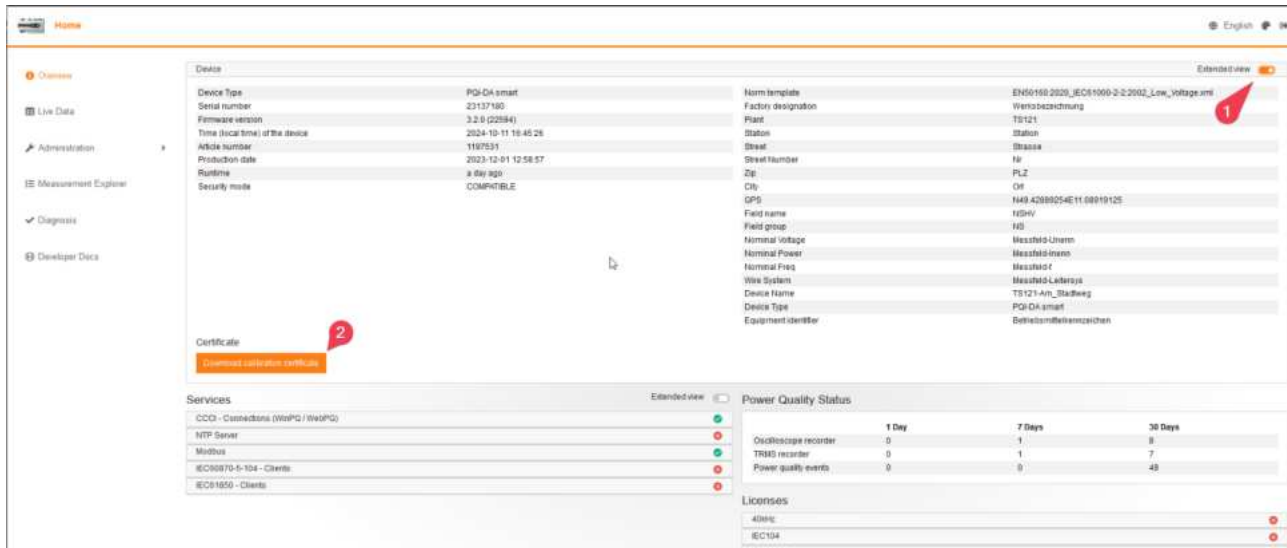 Home
English
Overview
Live Data
Administration
Measurement Explorer
Diagnosis
Developer Docs
Device
Extended view
1
Device Type PQI-DA smart
Serial number 23137180
Firmware version 3.2.0 (22594)
Time (local time) of the device 2024-10-11 16:45:26
Article number 1197531
Production date 2023-12-01 12:58:57
Runtime a day ago
Security mode COMPATIBLE
Norm template EN50160:2020_IEC61000-2-2:2002_Low_Voltage.xml
Factory designation Werksbezeichnung
Plant TS121
Station Station
Street Strasse
Street Number Nr
Zip PLZ
City Ort
GPS
Field name NSHV
Field group NS
Nominal Voltage Messfeld-Unenn
Nominal Power Messfeld-Inenn
Nominal Freq Messfeld-f
Wire System Messfeld-Leitersys
Device Name TS121-Am_Stadtweg
Device Type PQI-DA smart
Equipment identifier Betriebsmittelkennzeichen
Certificate
2
Download calibration certificate
Services
Extended view
CCCI - Connections (WinPQ / WebPQ)
NTP Server
Modbus
IEC60870-5-104 - Clients
IEC61850 - Clients
Power Quality Status
1 Day 7 Days 30 Days
Oscilloscope recorder 0 1 8
TRMS recorder 0 1 7
Power quality events 0 0 48
Licenses
40kHz
IEC104